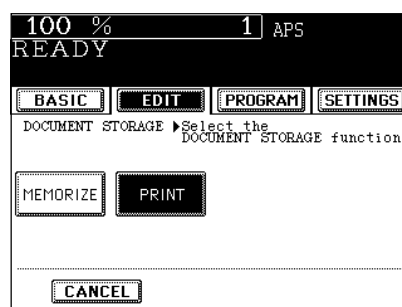 100 % 1 APS
READY
BASIC EDIT PROGRAM SETTINGS
DOCUMENT STORAGE ▶Select the
DOCUMENT STORAGE function
MEMORIZE PRINT
CANCEL